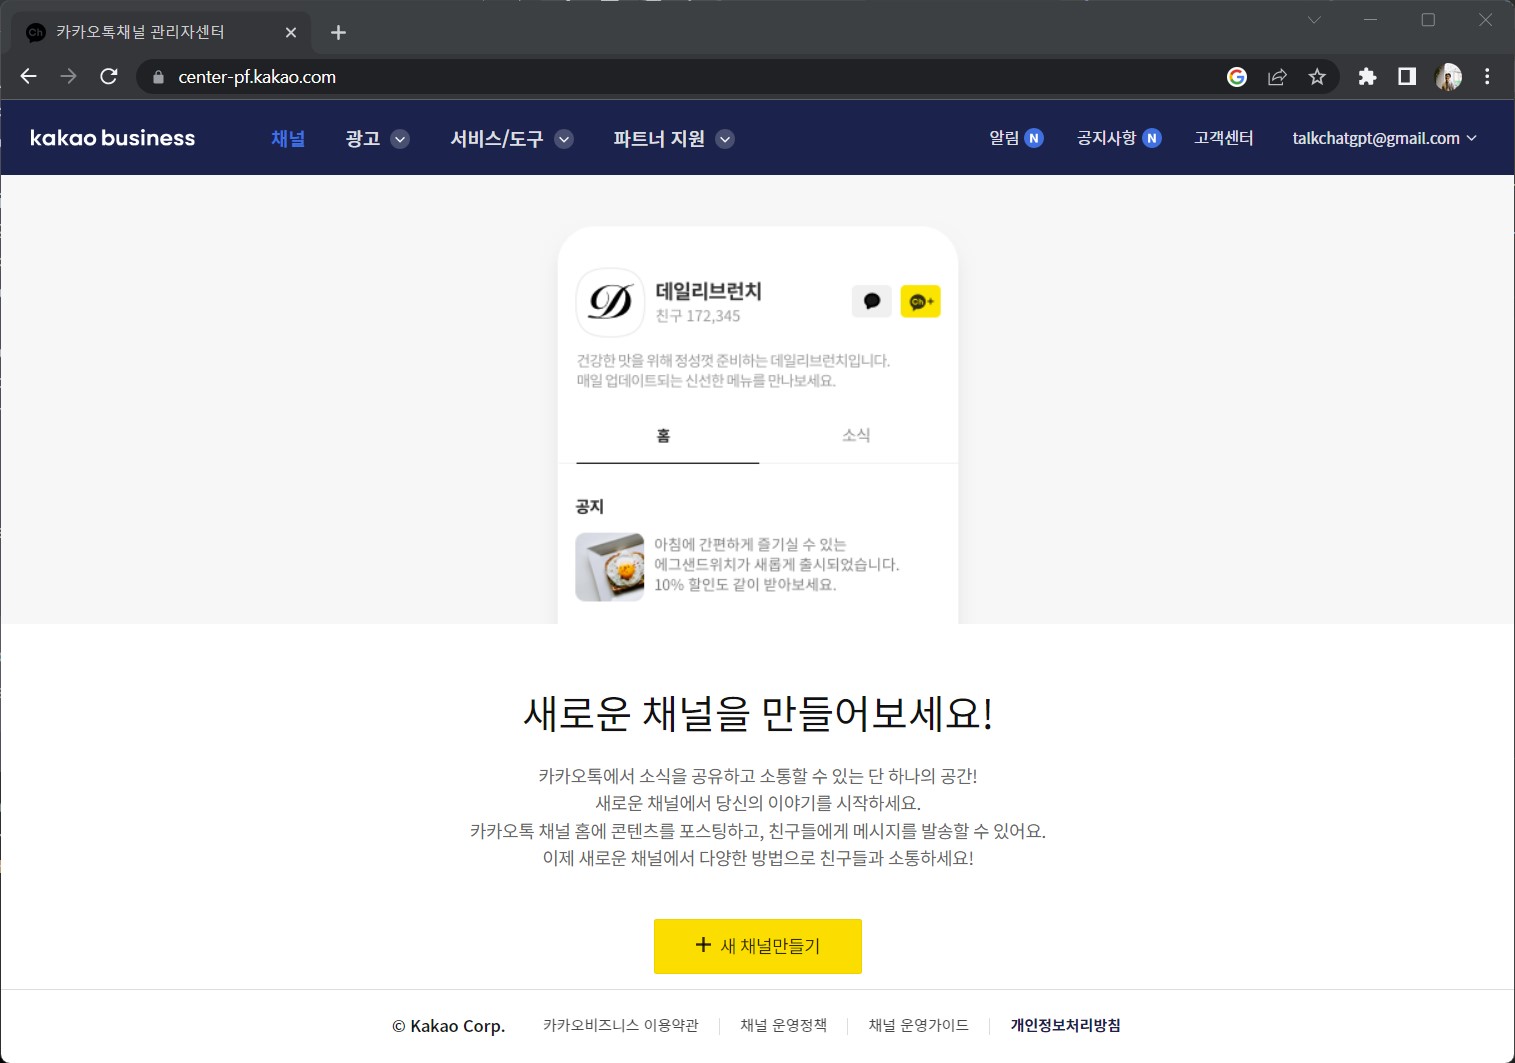 카카오톡채널 관리자센터
center-pf.kakao.com
kakao business 채널 광고 서비스/도구 파트너 지원 알림 N 공지사항 N 고객센터 talkchatgpt@gmail.com
데일리브런치
친구 172,345
Ch+
건강한 맛을 위해 정성껏 준비하는 데일리브런치입니다.
매일 업데이트되는 신선한 메뉴를 만나보세요.
홈 소식
공지
아침에 간편하게 즐기실 수 있는
에그샌드위치가 새롭게 출시되었습니다.
10% 할인도 같이 받아보세요.
새로운 채널을 만들어보세요!
카카오톡에서 소식을 공유하고 소통할 수 있는 단 하나의 공간!
새로운 채널에서 당신의 이야기를 시작하세요.
카카오톡 채널 홈에 콘텐츠를 포스팅하고, 친구들에게 메시지를 발송할 수 있어요.
이제 새로운 채널에서 다양한 방법으로 친구들과 소통하세요!
+ 새 채널만들기
© Kakao Corp. 카카오비즈니스 이용약관 채널 운영정책 채널 운영가이드 개인정보처리방침